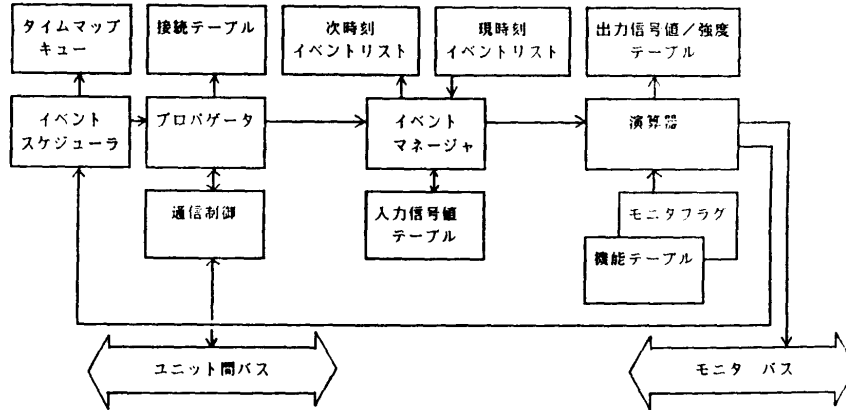 タイムマップ
キュー
接続テーブル
次時刻
イベントリスト
現時刻
イベントリスト
出力信号値/強度
テーブル
イベント
スケジューラ
プロパゲータ
イベント
マネージャ
演算器
通信制御
入力信号値
テーブル
モニタフラグ
機能テーブル
ユニット間バス
モニタ バス